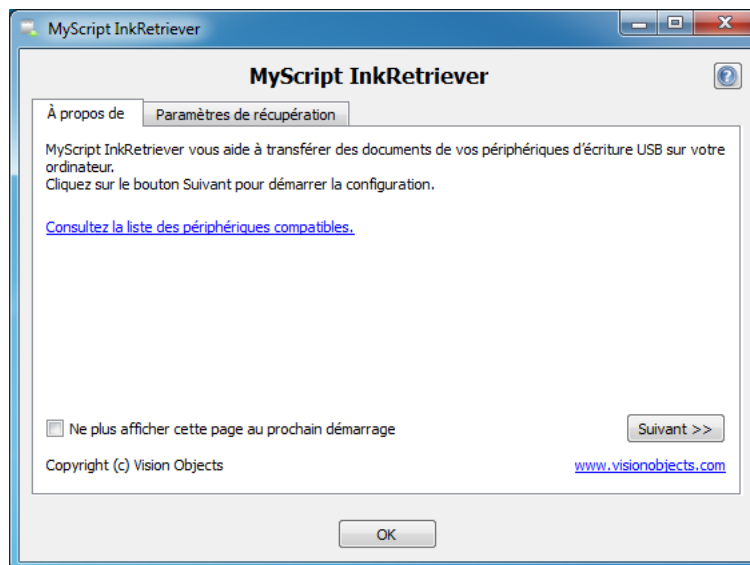 MyScript InkRetriever
MyScript InkRetriever
À propos de
Paramètres de récupération
MyScript InkRetriever vous aide à transférer des documents de vos périphériques d'écriture USB sur votre
ordinateur.
Cliquez sur le bouton Suivant pour démarrer la configuration.
Consultez la liste des périphériques compatibles.
Ne plus afficher cette page au prochain démarrage
Suivant >>
Copyright (c) Vision Objects
www.visionobjects.com
OK